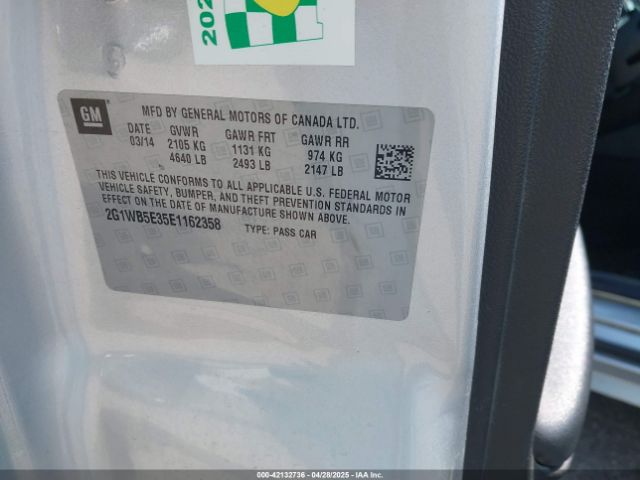 202
GM
MFD BY GENERAL MOTORS OF CANADA LTD.
DATE GVWR GAWR FRT GAWR RR
03/14 2105 KG 1131 KG 974 KG
4640 LB 2493 LB 2147 LB
THIS VEHICLE CONFORMS TO ALL APPLICABLE U.S. FEDERAL MOTOR
VEHICLE SAFETY, BUMPER, AND THEFT PREVENTION STANDARDS IN
EFFECT ON THE DATE OF MANUFACTURE SHOWN ABOVE.
2G1WB5E35E1162358 TYPE: PASS CAR
000-42132736 - 04/28/2025 - IAA Inc.